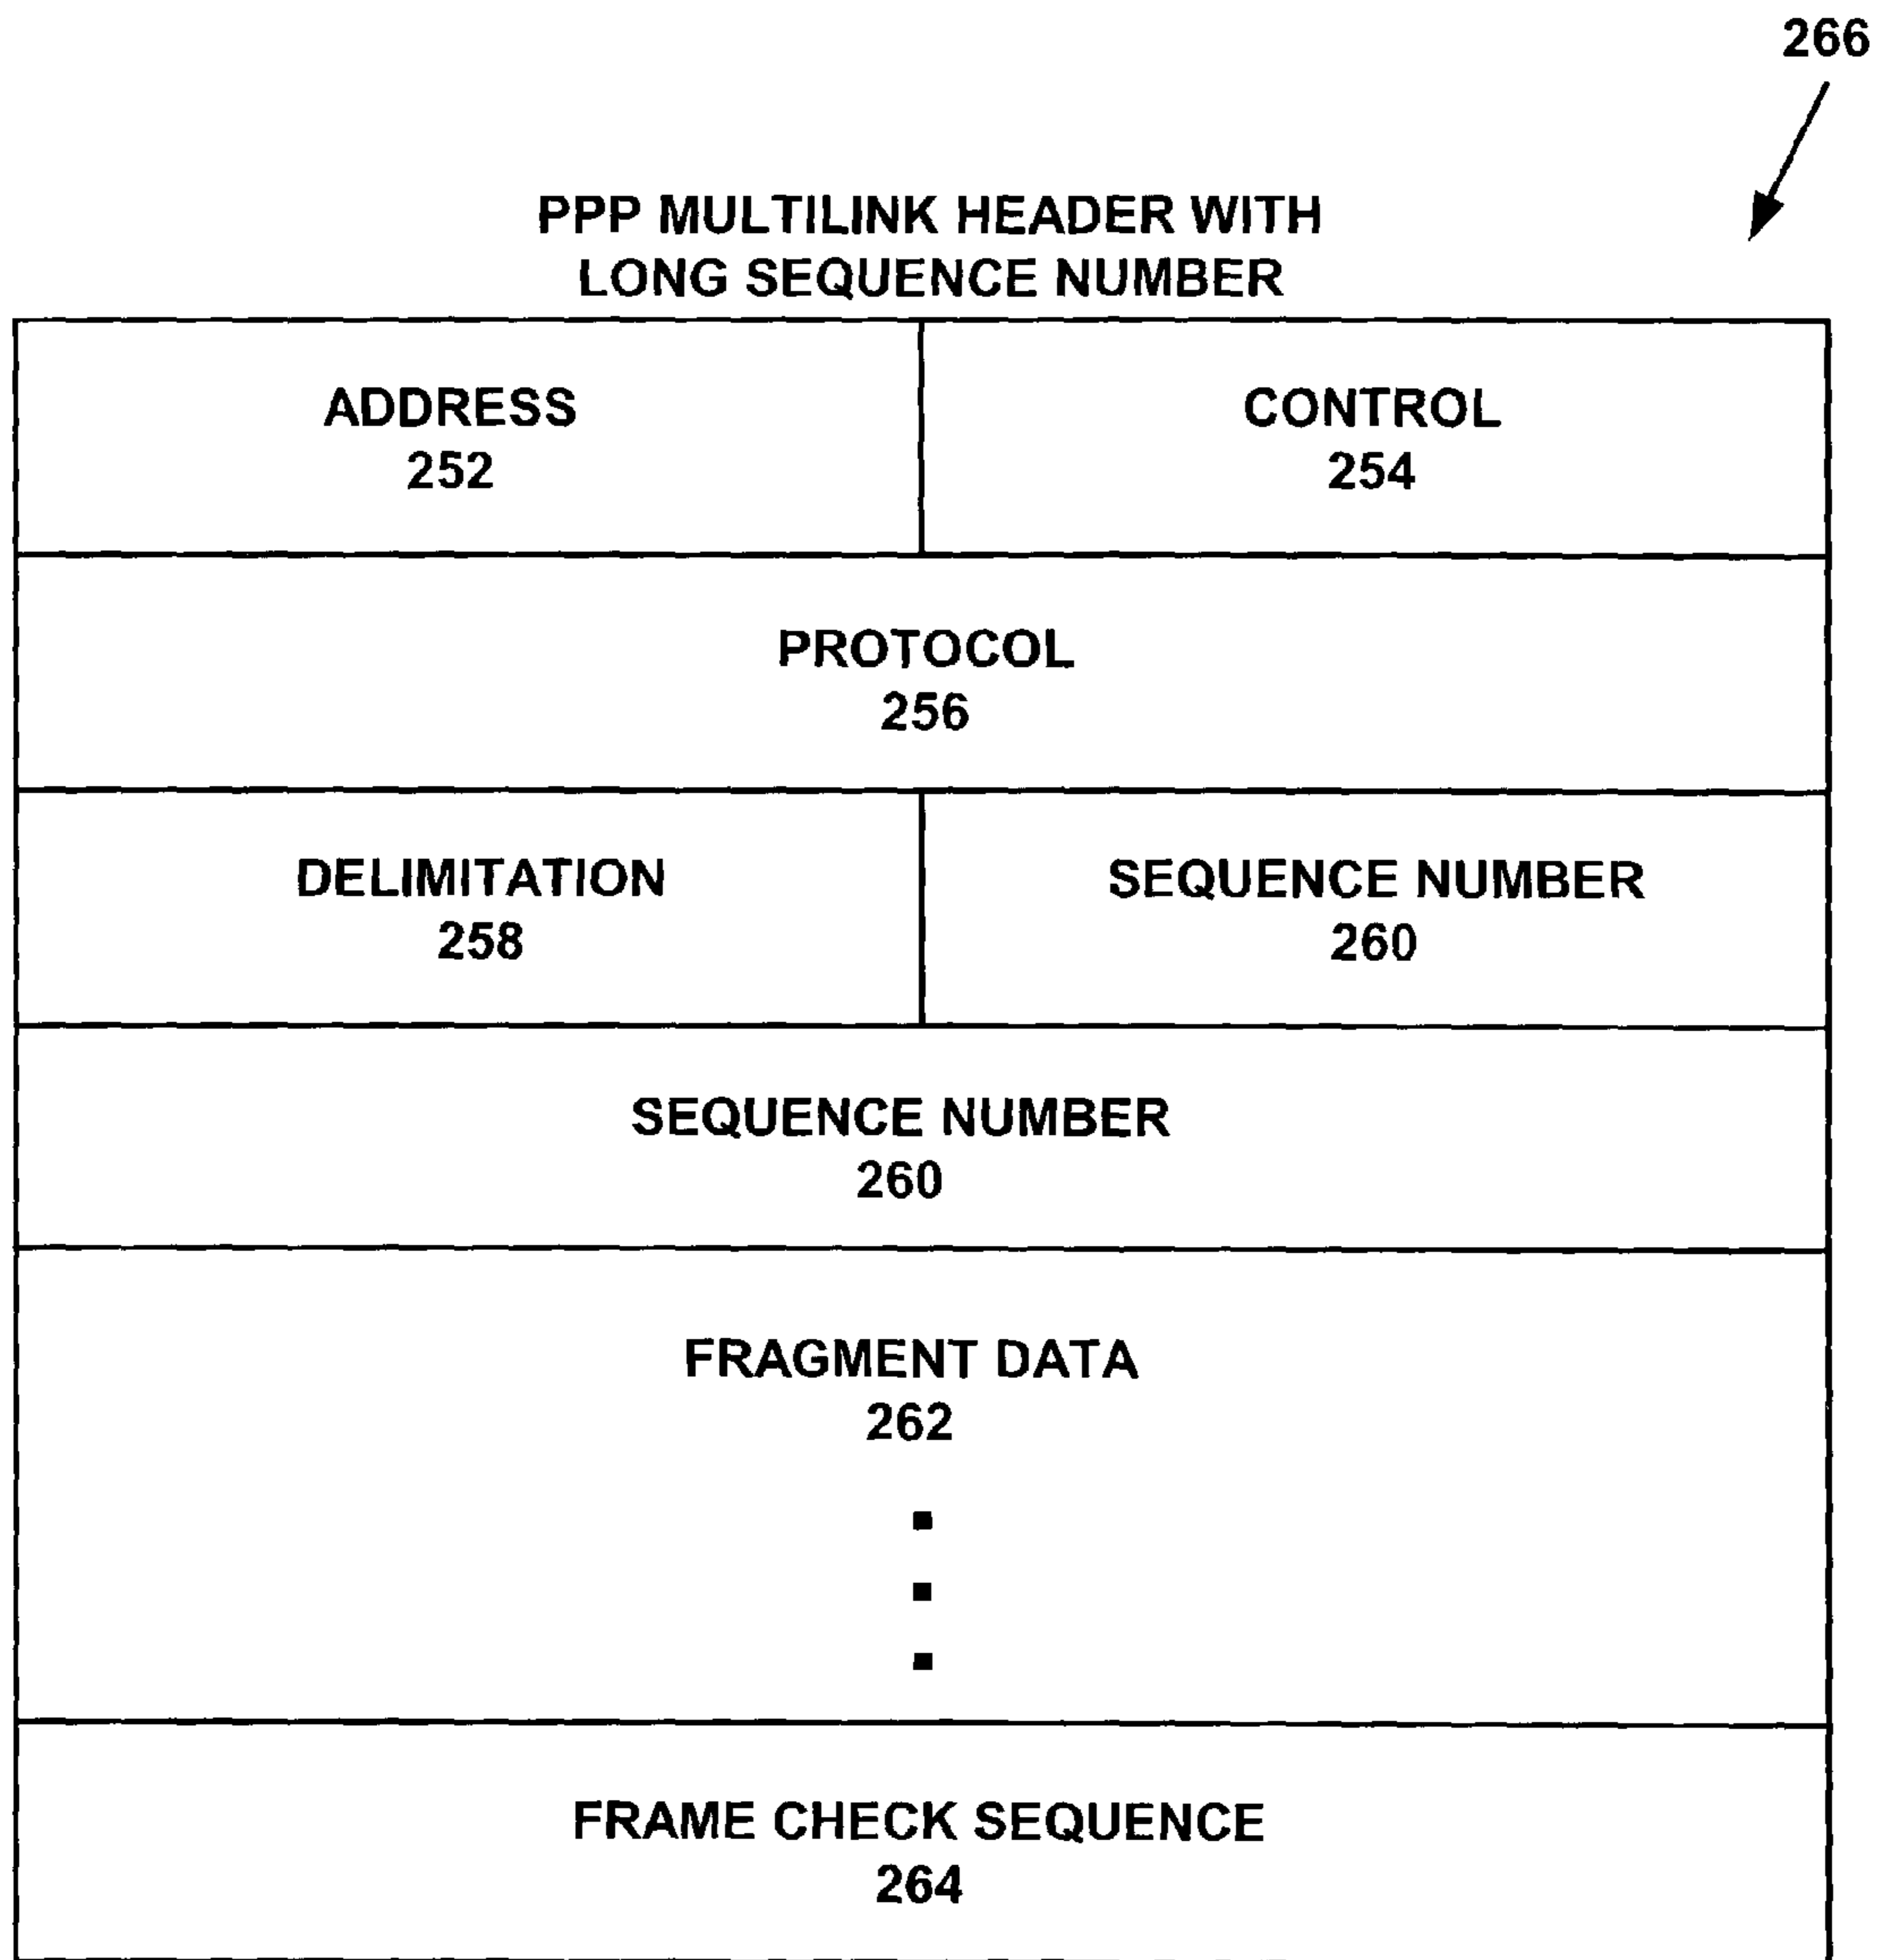 266
PPP MULTILINK HEADER WITH
LONG SEQUENCE NUMBER
ADDRESS
252
CONTROL
254
PROTOCOL
256
DELIMITATION
258
SEQUENCE NUMBER
260
SEQUENCE NUMBER
260
FRAGMENT DATA
262
FRAME CHECK SEQUENCE
264